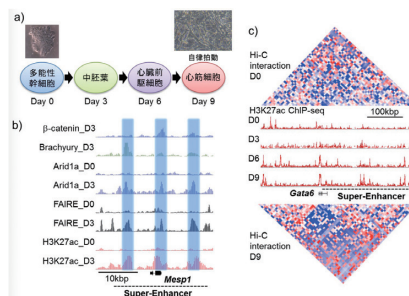 a)
自律拍動
多能性
幹細胞
中胚葉
心臓前
駆細胞
心筋細胞
Day 0
Day 3
Day 6
Day 9
b)
β-catenin_D3
Brachyury_D3
Arid1a_D0
Arid1a_D3
FAIRE_D0
FAIRE_D3
H3K27ac_D0
H3K27ac_D3
10kbp
Mesp1
Super-Enhancer
c)
Hi-C
interaction
D0
100kbp
H3K27ac ChIP-seq
D0
D3
D6
D9
Gata6
Super-Enhancer
Hi-C
interaction
D9